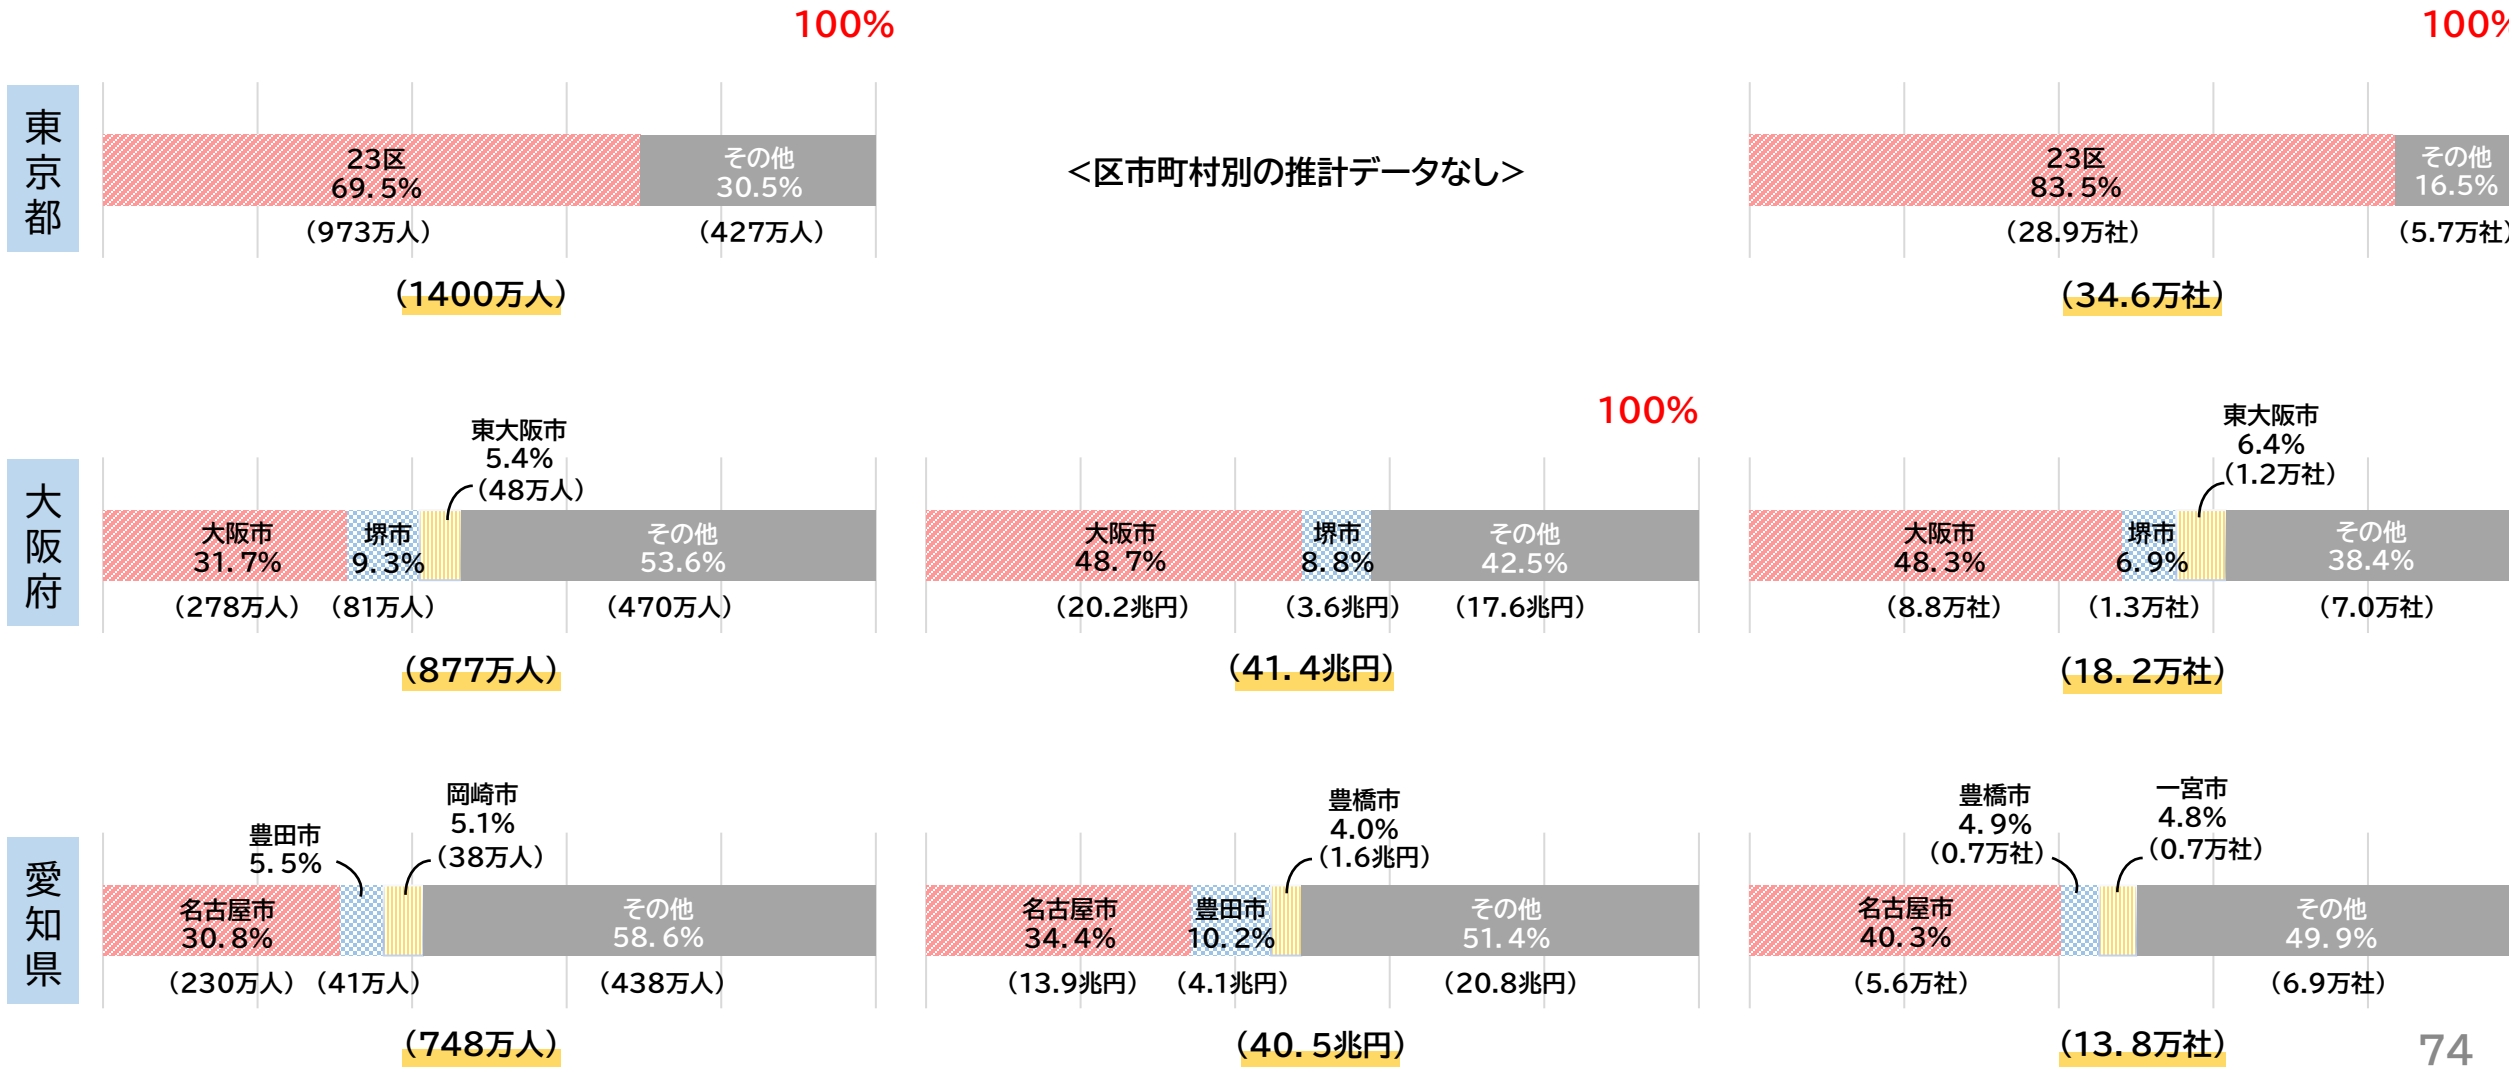 100%
100%
東京都
23区
69.5%
その他
30.5%
(973万人)
(427万人)
(1400万人)
<区市町村別の推計データなし>
23区
83.5%
その他
16.5%
(28.9万社)
(5.7万社)
(34.6万社)
大阪府
東大阪市
5.4%
(48万人)
大阪市
31.7%
堺市
9.3%
その他
53.6%
(278万人)
(81万人)
(470万人)
(877万人)
100%
大阪市
48.7%
堺市
8.8%
その他
42.5%
(20.2兆円)
(3.6兆円)
(17.6兆円)
(41.4兆円)
東大阪市
6.4%
(1.2万社)
大阪市
48.3%
堺市
6.9%
その他
38.4%
(8.8万社)
(1.3万社)
(7.0万社)
(18.2万社)
愛知県
豊田市
5.5%
岡崎市
5.1%
(38万人)
名古屋市
30.8%
その他
58.6%
(230万人)
(41万人)
(438万人)
(748万人)
豊橋市
4.0%
(1.6兆円)
名古屋市
34.4%
豊田市
10.2%
その他
51.4%
(13.9兆円)
(4.1兆円)
(20.8兆円)
(40.5兆円)
豊橋市
4.9%
(0.7万社)
一宮市
4.8%
(0.7万社)
名古屋市
40.3%
その他
49.9%
(5.6万社)
(6.9万社)
(13.8万社)
74